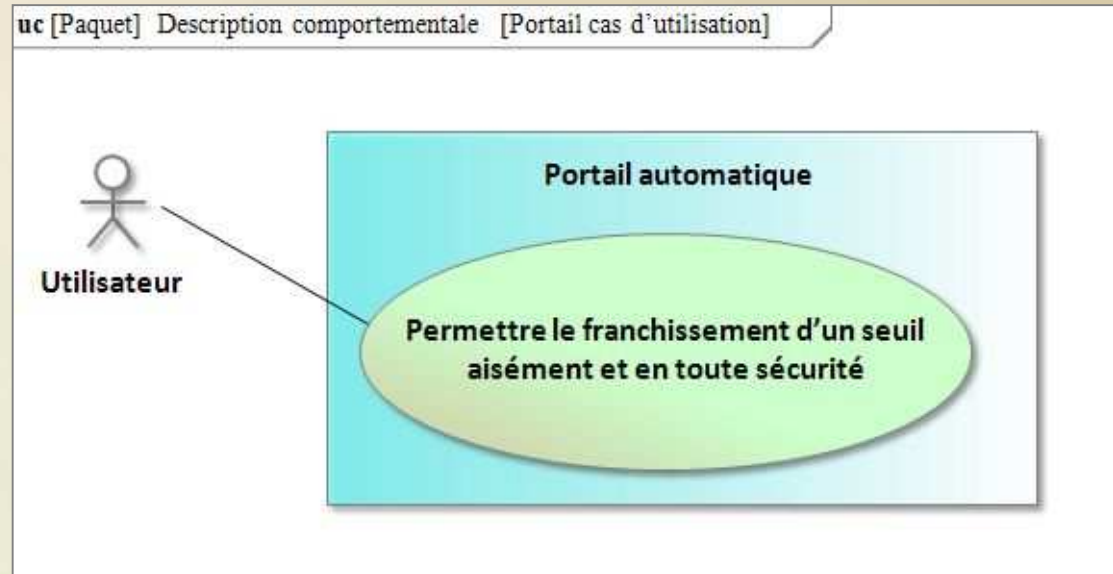 uc [Paquet] Description comportementale [Portail cas d'utilisation]
Portail automatique
Utilisateur
Permettre le franchissement d'un seuil
aisément et en toute sécurité